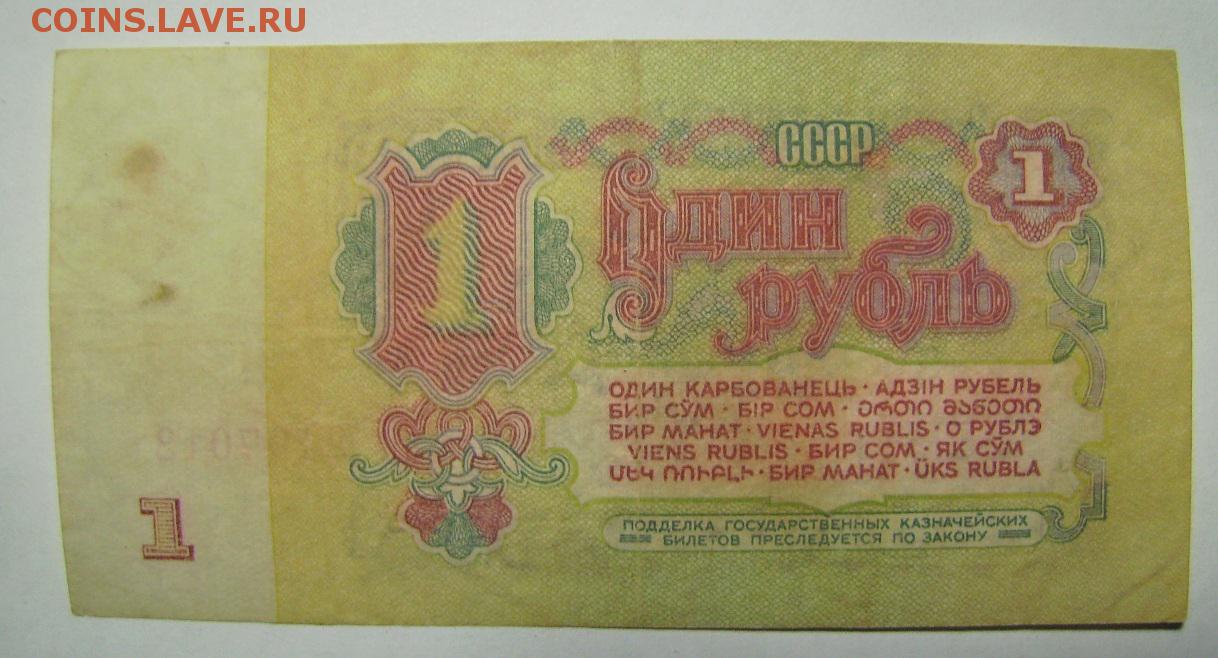 COINS.LAVE.RU
СССР
1
1
Один
рубль
ОДИН КАРБОВАНЕЦЬ · АДЗІН РУБЕЛЬ
БИР СЎМ · БІР СОМ · ᲔᲠᲗᲘ ᲛᲐᲜᲔᲗᲘ
БИР МАНАТ · VIENAS RUBLIS · О РУБЛЭ
VIENS RUBLIS · БИР СОМ · ЯК СӮМ
ՄԵԿ ՌՈՒԲԼԻ · БИР МАНАТ · ÜKS RUBLA
ПОДДЕЛКА ГОСУДАРСТВЕННЫХ КАЗНАЧЕЙСКИХ
БИЛЕТОВ ПРЕСЛЕДУЕТСЯ ПО ЗАКОНУ
1